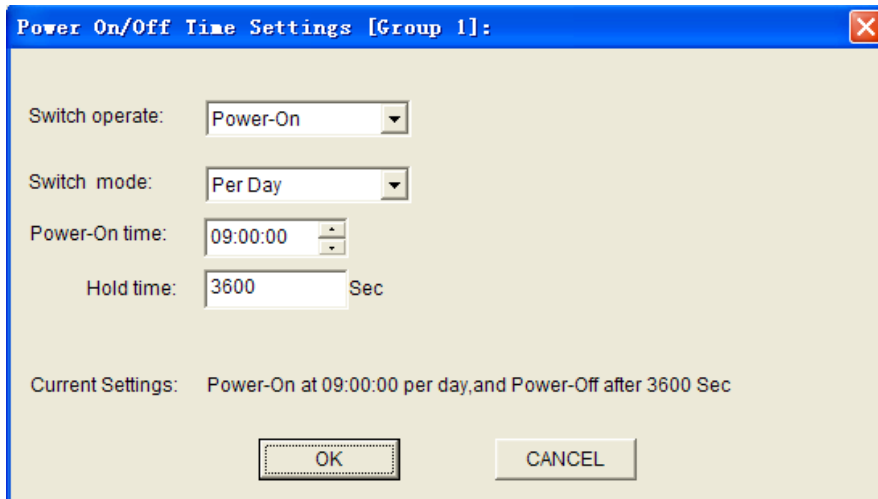 Power On/Off Time Settings [Group 1]:
Switch operate: Power-On
Switch mode: Per Day
Power-On time: 09:00:00
Hold time: 3600 Sec
Current Settings: Power-On at 09:00:00 per day,and Power-Off after 3600 Sec
OK CANCEL